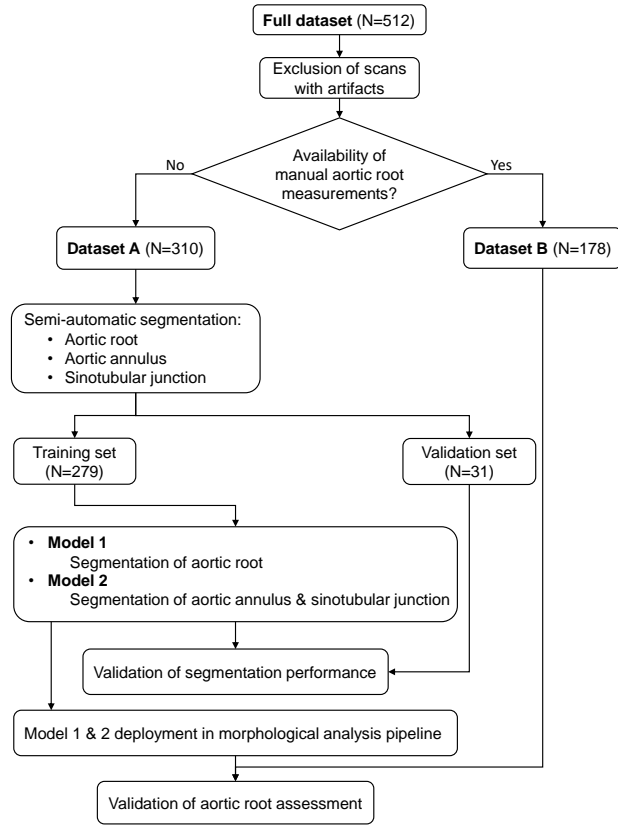 Full dataset (N=512)
Exclusion of scans
with artifacts
Availability of
manual aortic root
measurements?
No
Yes
Dataset A (N=310)
Dataset B (N=178)
Semi-automatic segmentation:
• Aortic root
• Aortic annulus
• Sinotubular junction
Training set
(N=279)
Validation set
(N=31)
• Model 1
Segmentation of aortic root
• Model 2
Segmentation of aortic annulus & sinotubular junction
Validation of segmentation performance
Model 1 & 2 deployment in morphological analysis pipeline
Validation of aortic root assessment